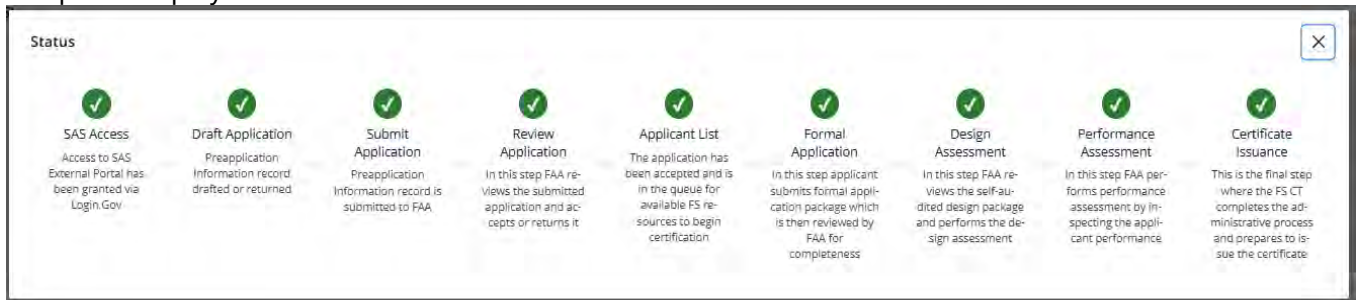 Status
SAS Access
Access to SAS
External Portal has
been granted via
Login.Gov
Draft Application
Preapplication
Information record
drafted or returned
Submit
Application
Preapplication
Information record is
submitted to FAA
Review
Application
In this step FAA re-
views the submitted
application and ac-
cepts or returns it
Applicant List
The application has
been accepted and is
in the queue for
available FS re-
sources to begin
certification
Formal
Application
In this step applicant
submits formal appli-
cation package which
is then reviewed by
FAA for
completeness
Design
Assessment
In this step FAA re-
views the self-au-
dited design package
and performs the de-
sign assessment
Performance
Assessment
In this step FAA per-
forms performance
assessment by in-
specting the appli-
cant performance
Certificate
Issuance
This is the final step
where the FS CT
completes the ad-
ministrative process
and prepares to is-
sue the certificate